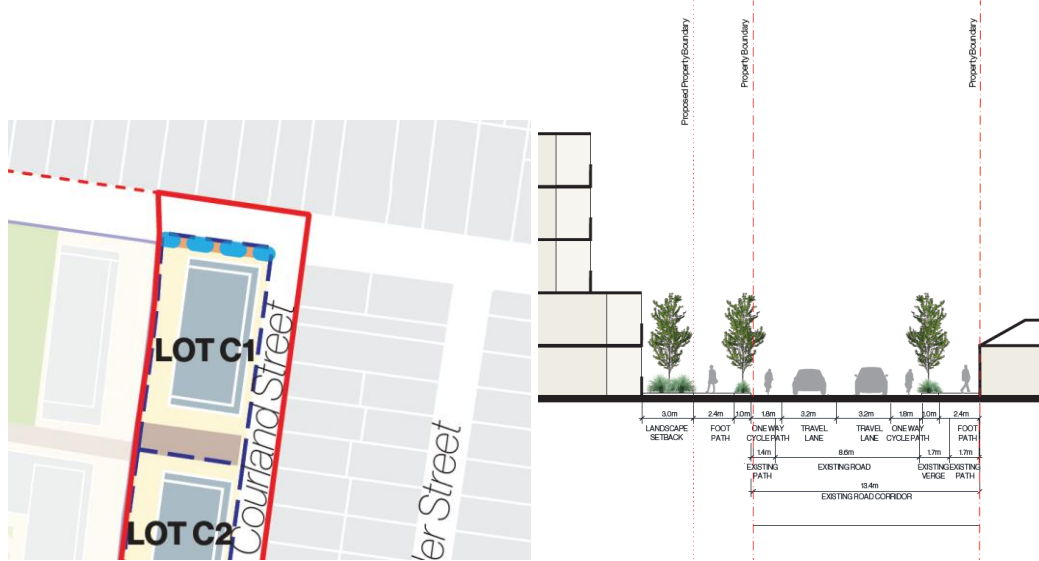 LOT C1
LOT C2
Courland Street
ler Street
Proposed Property Boundary
Property Boundary
Property Boundary
3.0m 2.4m 1.0m 1.8m 3.2m 3.2m 1.8m 1.0m 2.4m
LANDSCAPE FOOT ONE WAY TRAVEL TRAVEL ONE WAY FOOT
SETBACK PATH CYCLE PATH LANE LANE CYCLE PATH PATH
1.4m 8.6m 1.7m 1.7m
EXISTING EXISTING ROAD EXISTING EXISTING
PATH VERGE PATH
13.4m
EXISTING ROAD CORRIDOR